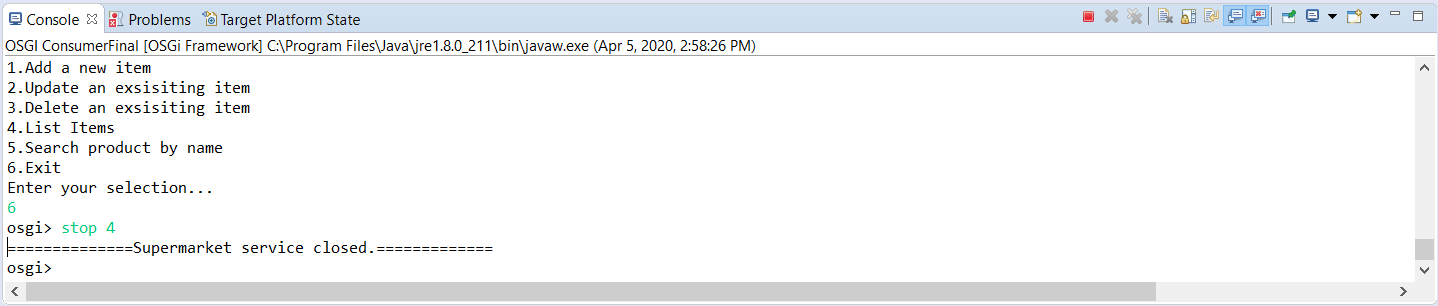 Console Problems Target Platform State
OSGI ConsumerFinal [OSGi Framework] C:\Program Files\Java\jre1.8.0_211\bin\javaw.exe (Apr 5, 2020, 2:58:26 PM)
1.Add a new item
2.Update an exsisiting item
3.Delete an exsisiting item
4.List Items
5.Search product by name
6.Exit
Enter your selection...
6
osgi> stop 4
==============Supermarket service closed.=============
osgi>